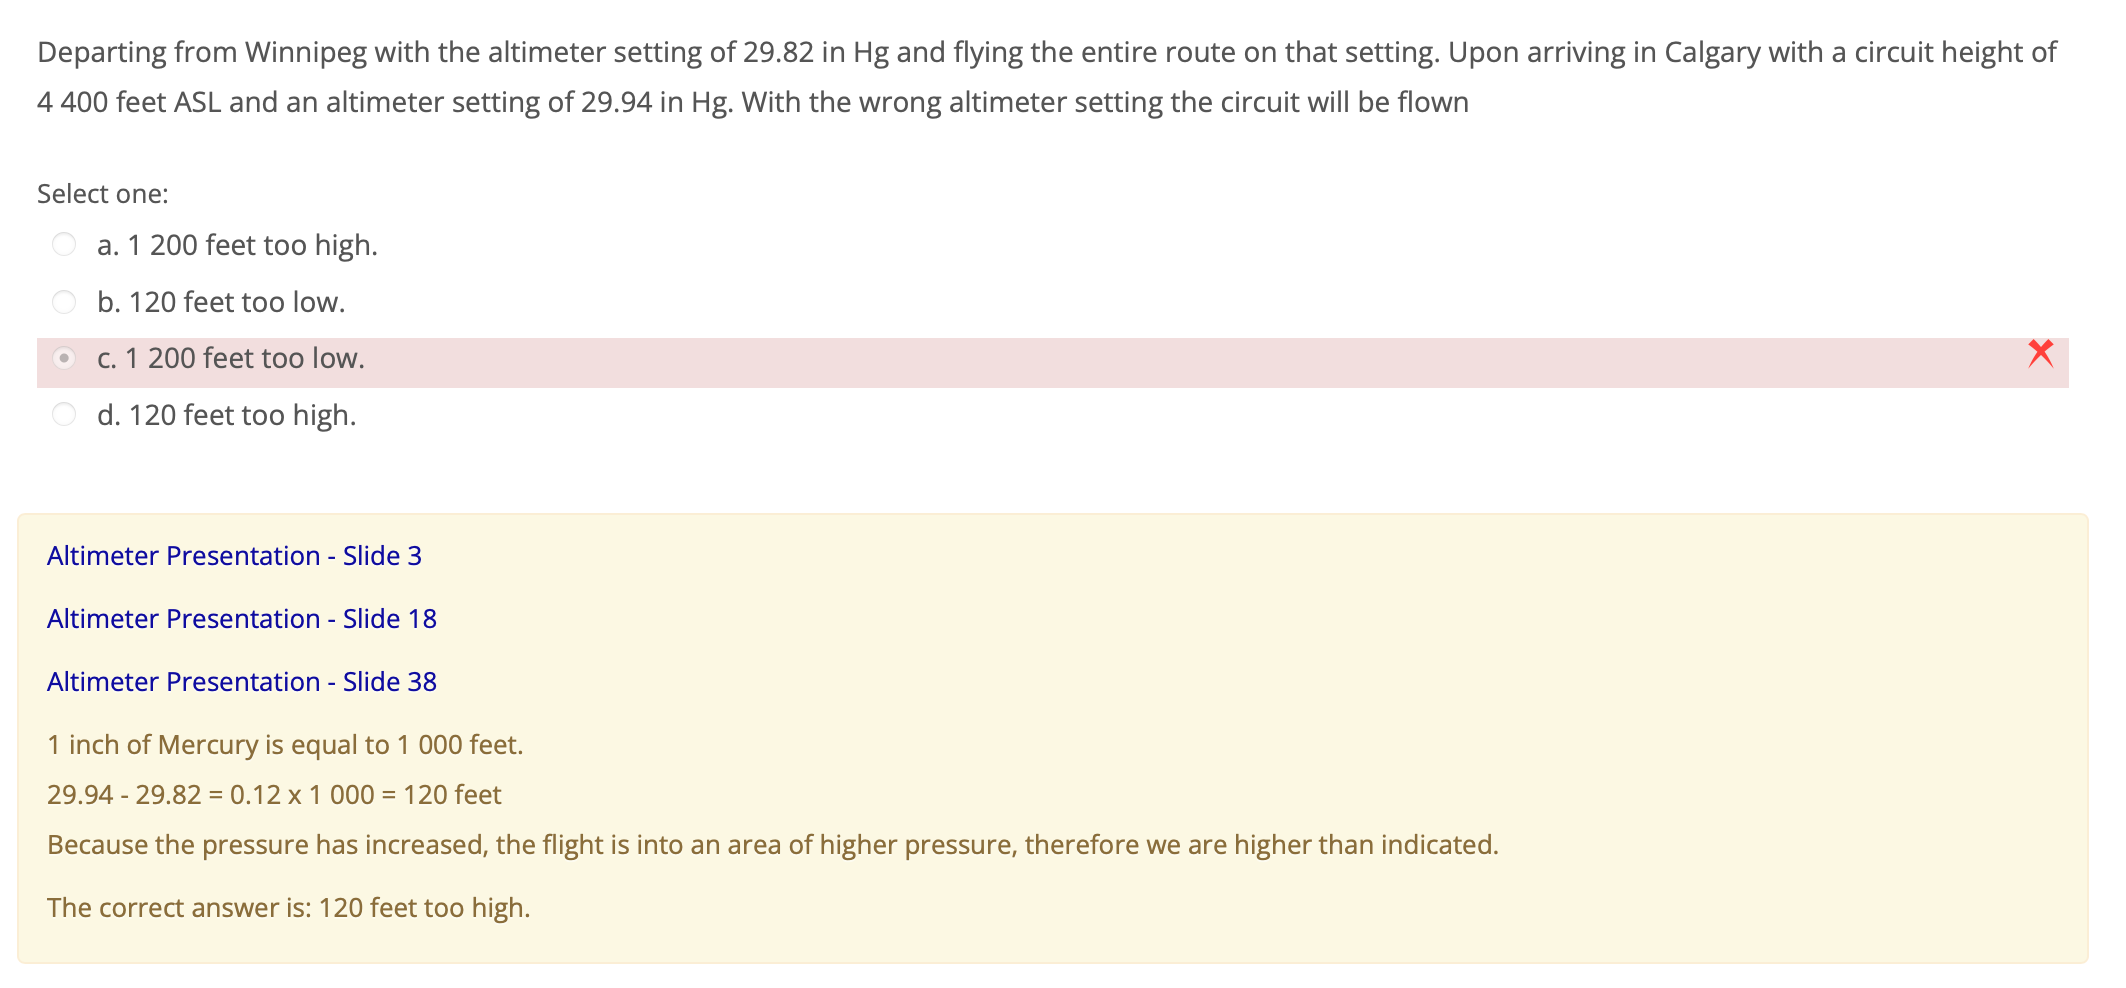 Departing from Winnipeg with the altimeter setting of 29.82 in Hg and flying the entire route on that setting. Upon arriving in Calgary with a circuit height of
4 400 feet ASL and an altimeter setting of 29.94 in Hg. With the wrong altimeter setting the circuit will be flown
Select one:
a. 1 200 feet too high.
b. 120 feet too low.
c. 1 200 feet too low.
d. 120 feet too high.
Altimeter Presentation - Slide 3
Altimeter Presentation - Slide 18
Altimeter Presentation - Slide 38
1 inch of Mercury is equal to 1 000 feet.
29.94 - 29.82 = 0.12 x 1 000 = 120 feet
Because the pressure has increased, the flight is into an area of higher pressure, therefore we are higher than indicated.
The correct answer is: 120 feet too high.